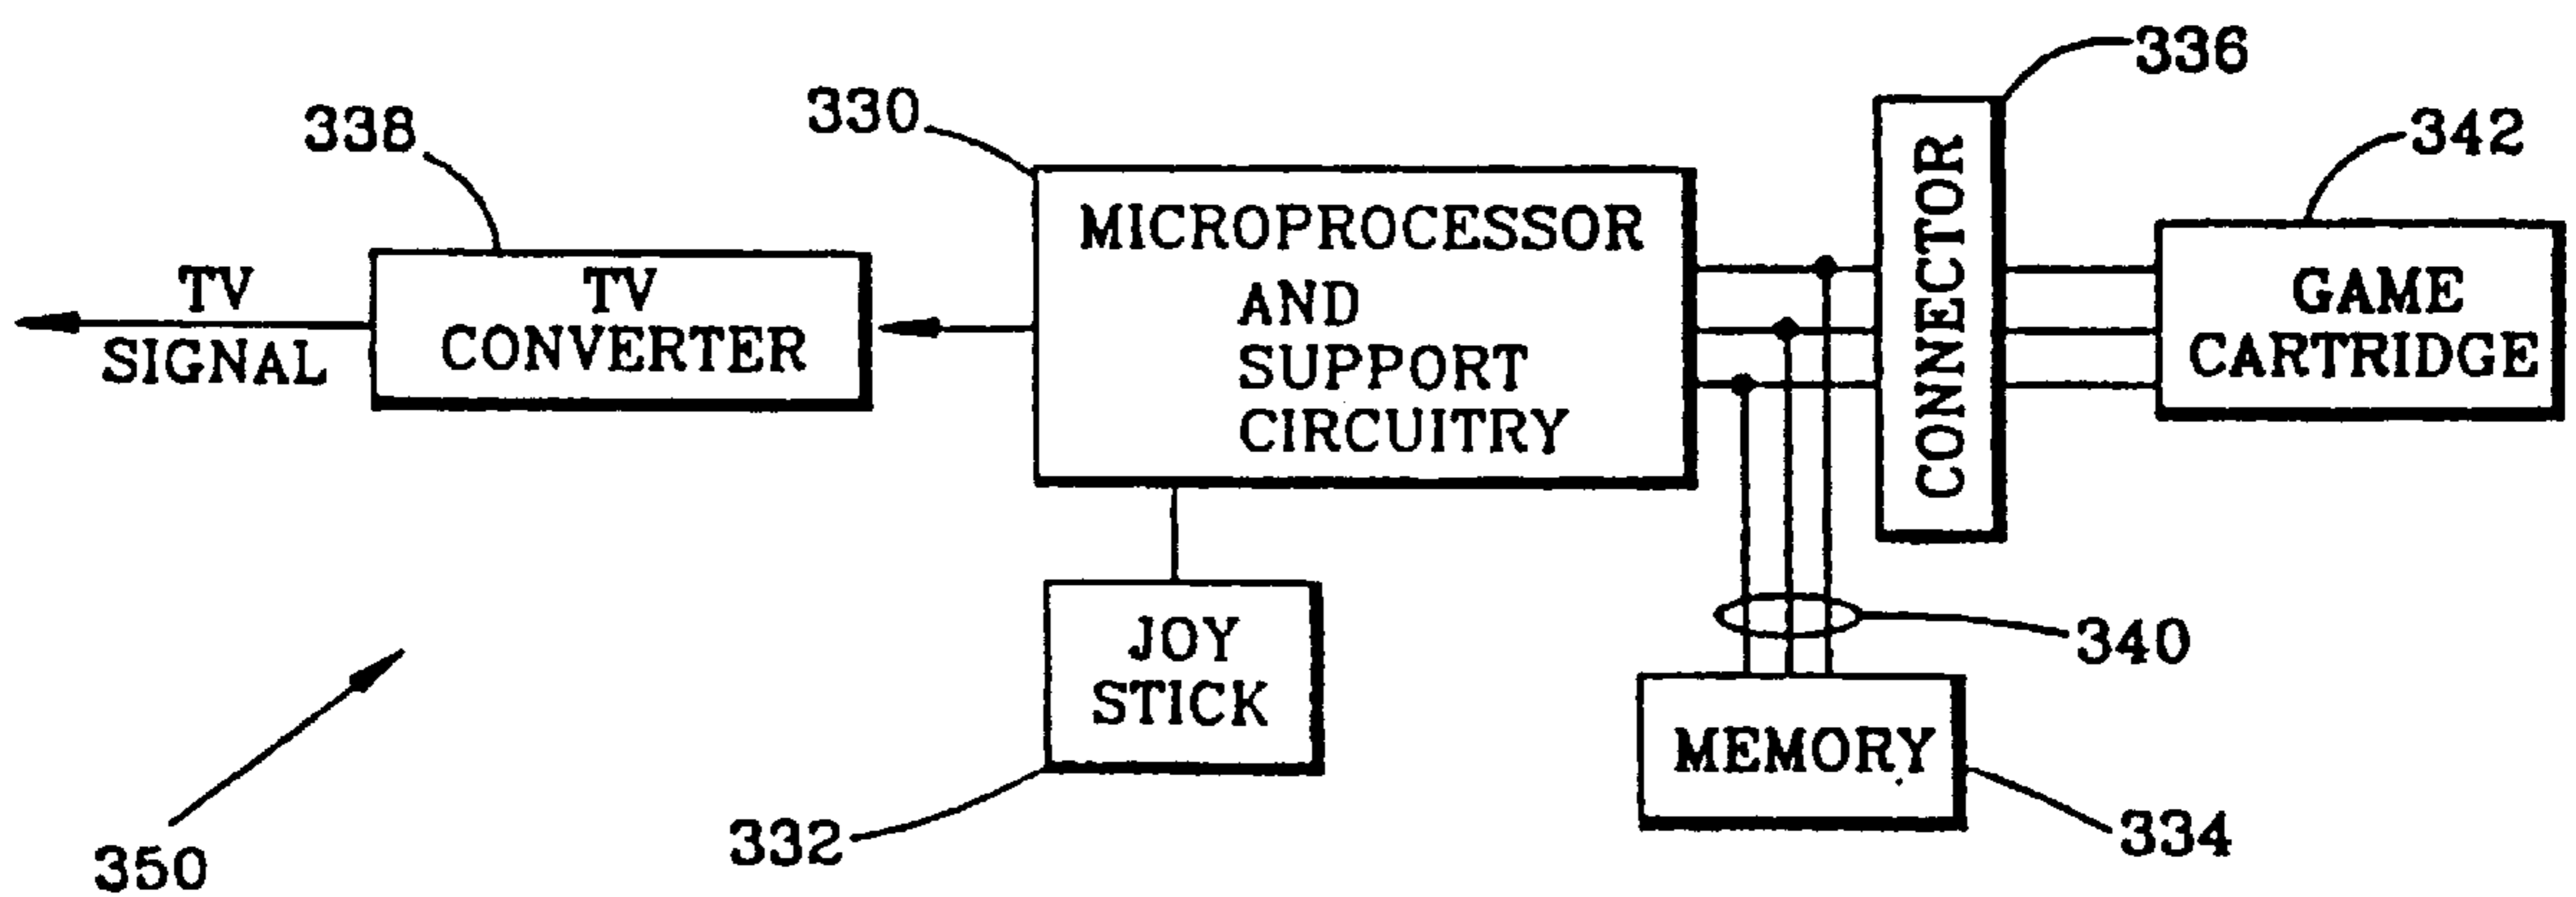 336
330
338
342
MICROPROCESSOR
AND
SUPPORT
CIRCUITRY
CONNECTOR
GAME
CARTRIDGE
TV
SIGNAL
TV
CONVERTER
JOY
STICK
340
MEMORY
332
334
350